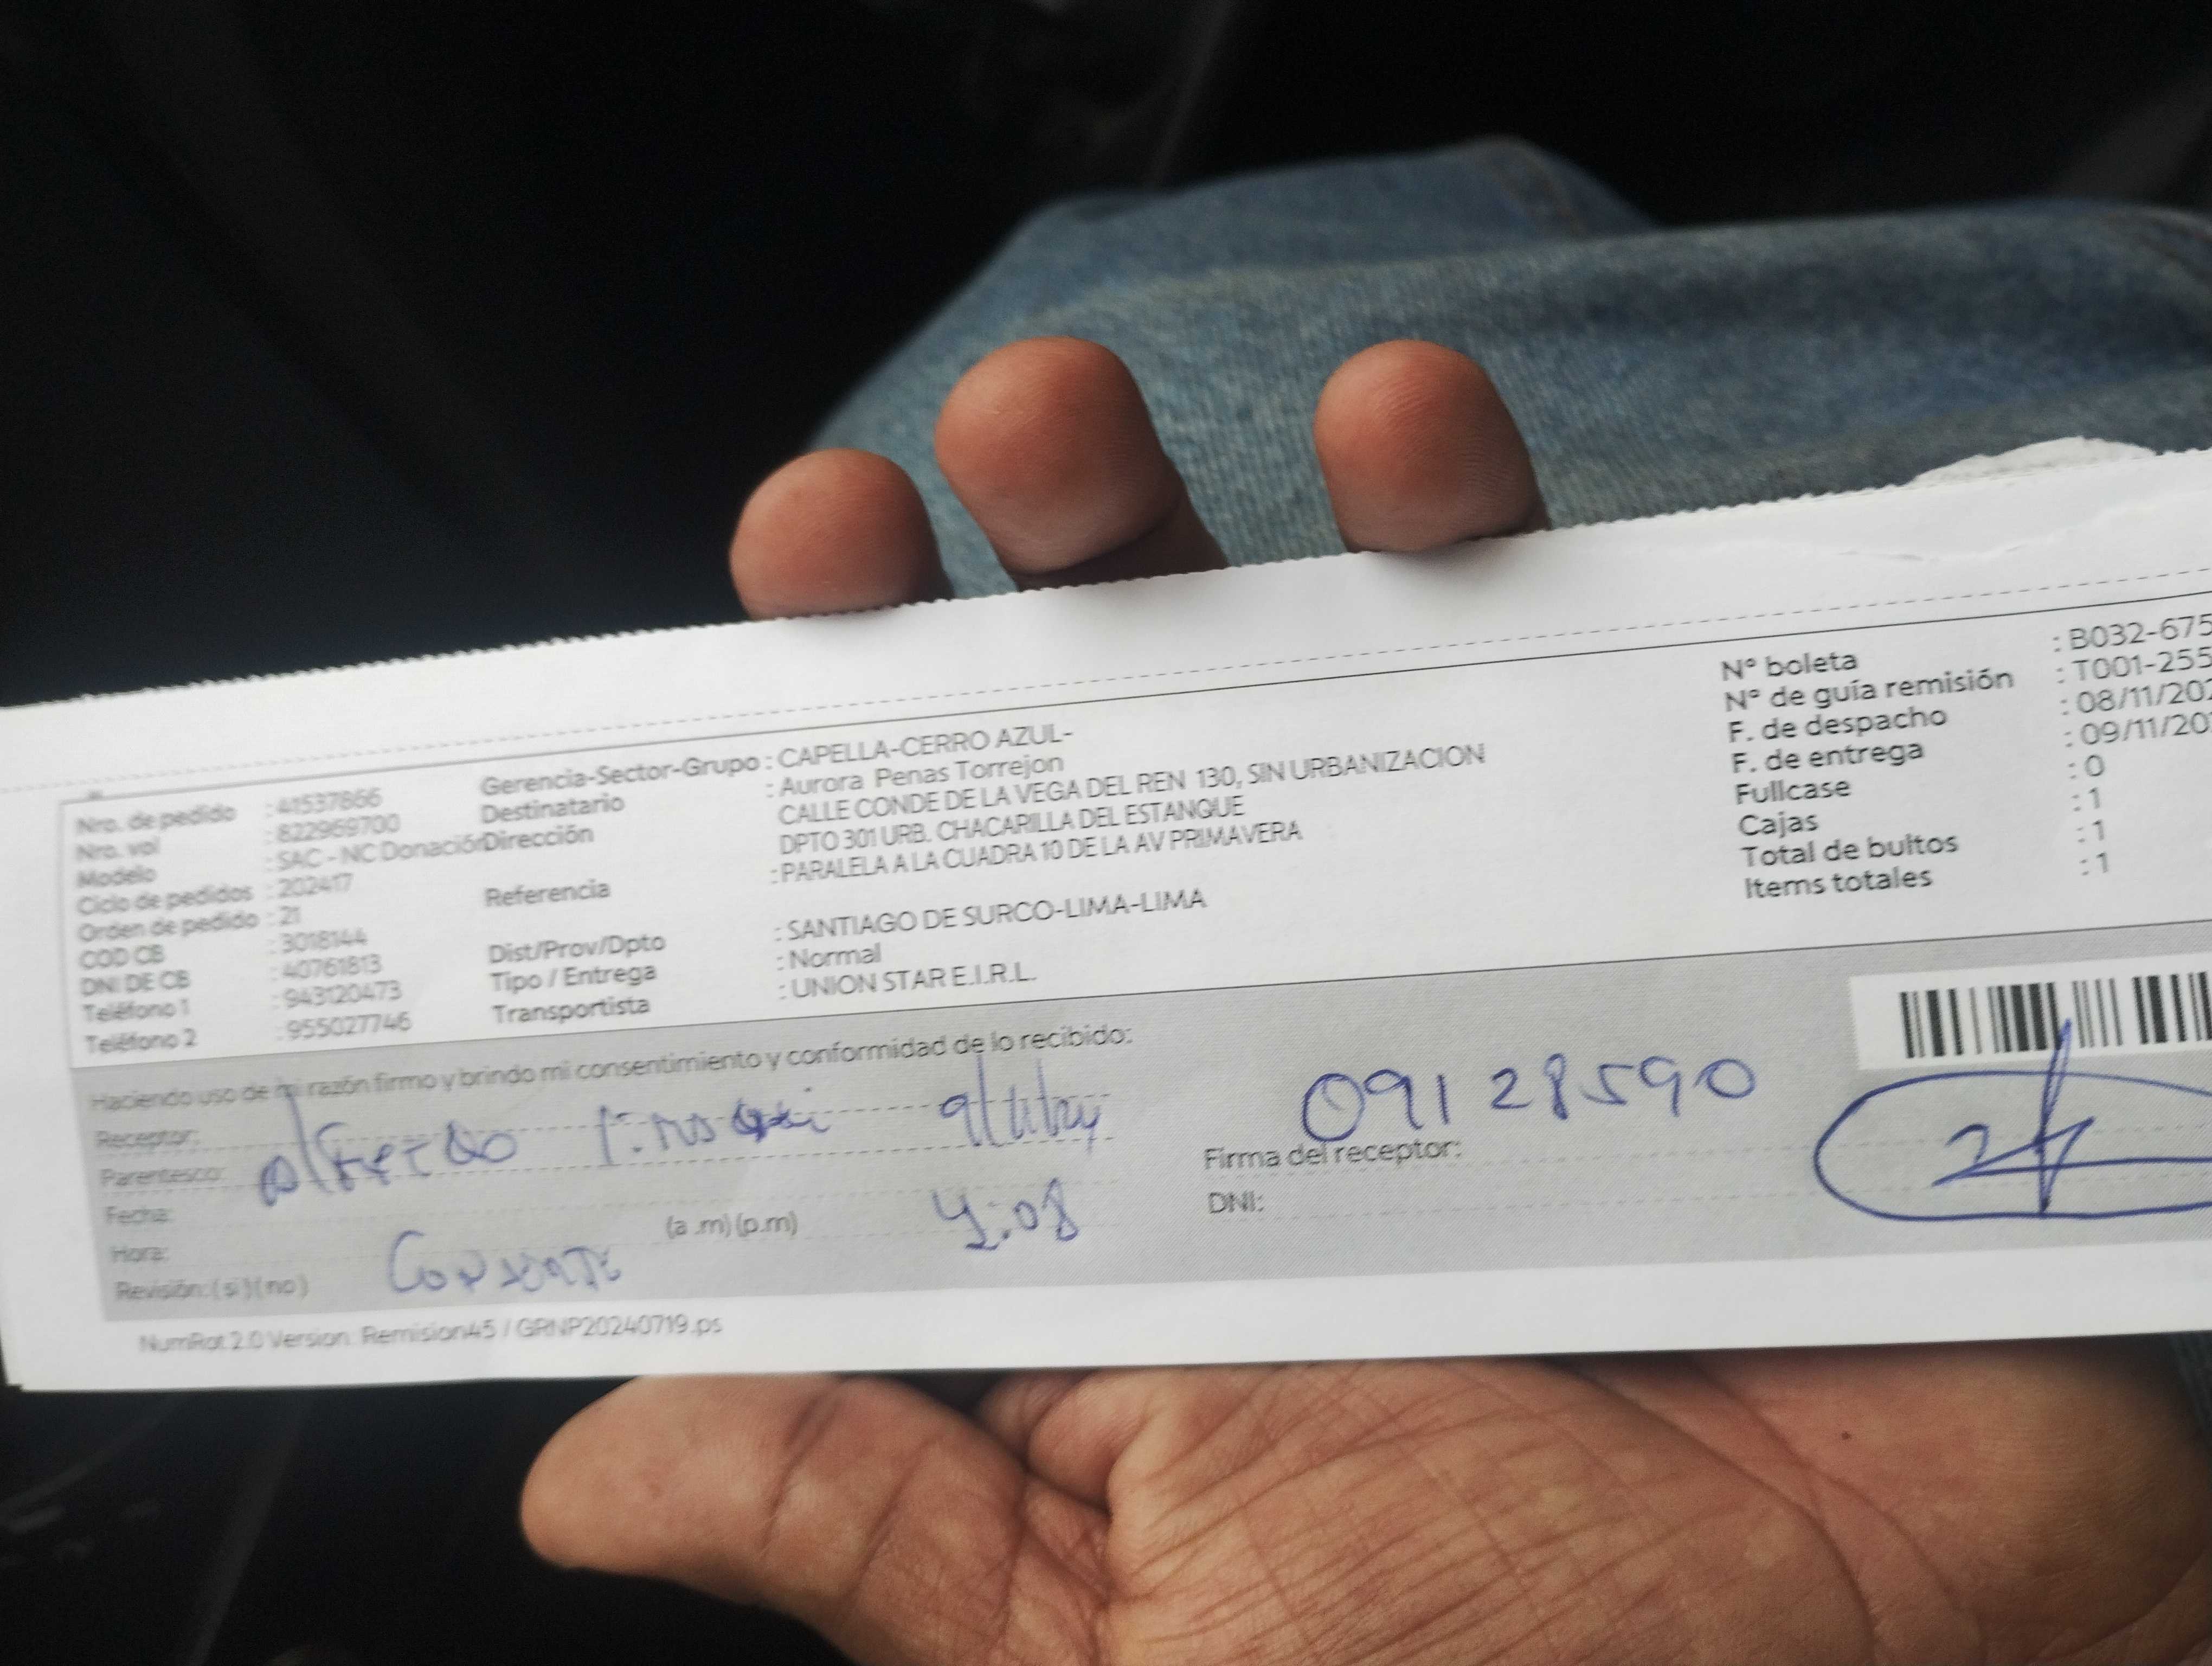 Nro. de pedido : 41537866
Nro. vol : 822969700
Modelo : SAC - NC Donación
Ciclo de pedidos : 202417
Orden de pedido : 21
COD CB : 3018144
DNI DE CB : 40761813
Teléfono 1 : 943120473
Teléfono 2 : 955027746
Gerencia-Sector-Grupo : CAPELLA-CERRO AZUL-
Destinatario : Aurora Penas Torrejon
Dirección CALLE CONDE DE LA VEGA DEL REN 130, SIN URBANIZACION
DPTO 301 URB. CHACARILLA DEL ESTANQUE
Referencia : PARALELA A LA CUADRA 10 DE LA AV PRIMAVERA
Dist/Prov/Dpto : SANTIAGO DE SURCO-LIMA-LIMA
Tipo / Entrega : Normal
Transportista : UNION STAR E.I.R.L.
N° boleta : B032-675
N° de guía remisión : T001-255
F. de despacho : 08/11/202
F. de entrega : 09/11/20
Fullcase : 0
Cajas : 1
Total de bultos : 1
Items totales : 1
Haciendo uso de mi razón firmo y brindo mi consentimiento y conformidad de lo recibido:
Receptor:
Parentesco:
Fecha:
Hora: (a .m) (p.m)
Revisión: ( si ) ( no )
09128590
Firma del receptor:
DNI:
NumRot 2.0 Version: Remision45 / GRNP20240719.ps